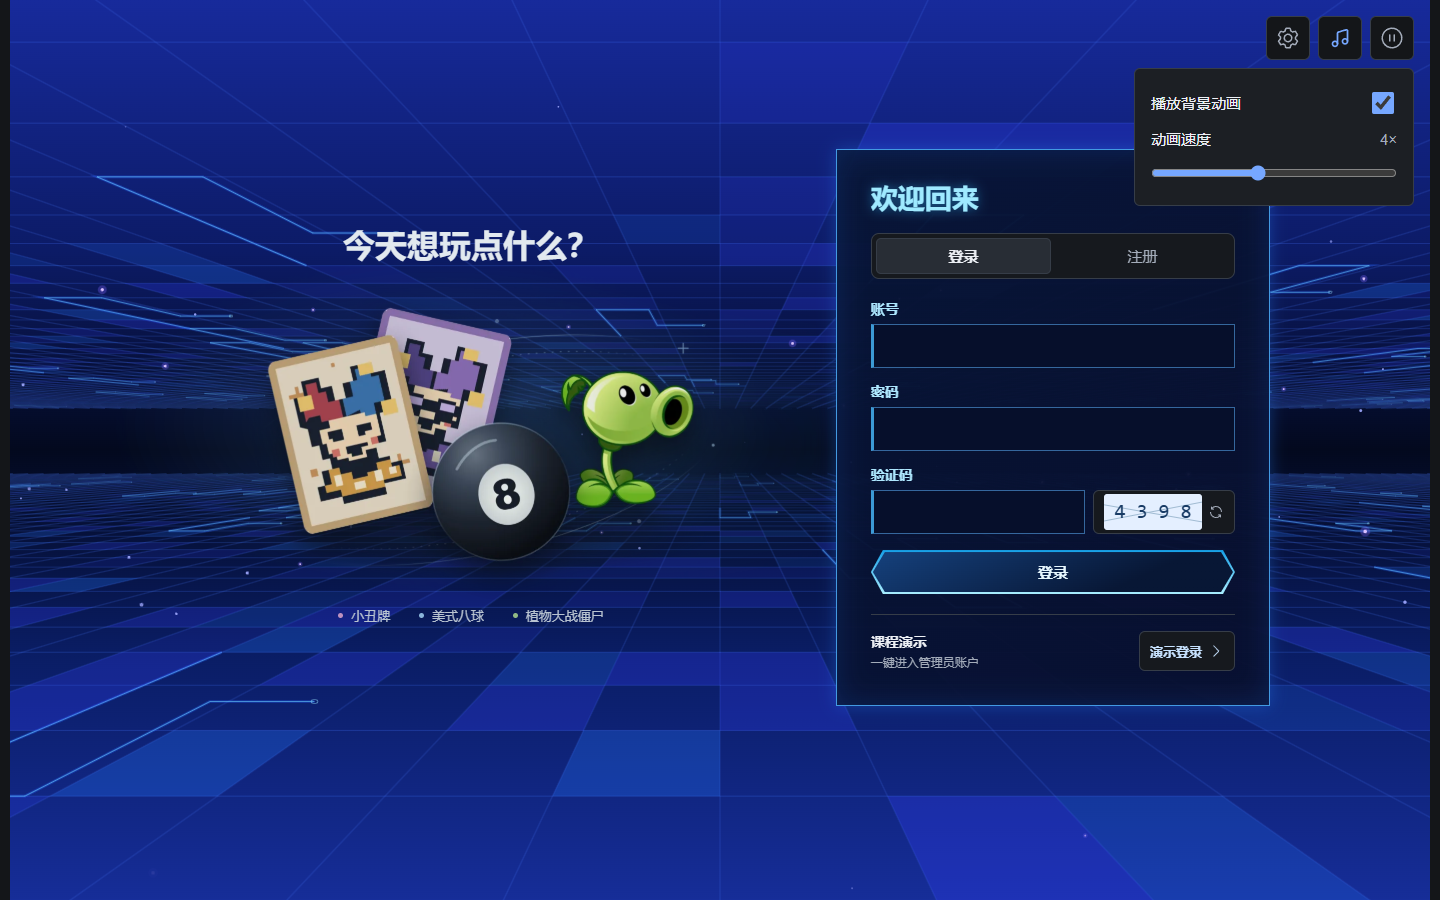 播放背景动画
动画速度 4×
欢迎回来
今天想玩点什么?
登录 注册
账号
密码
验证码
4 3 9 8
8
登录
小丑牌 美式八球 植物大战僵尸
课程演示
一键进入管理员账户
演示登录